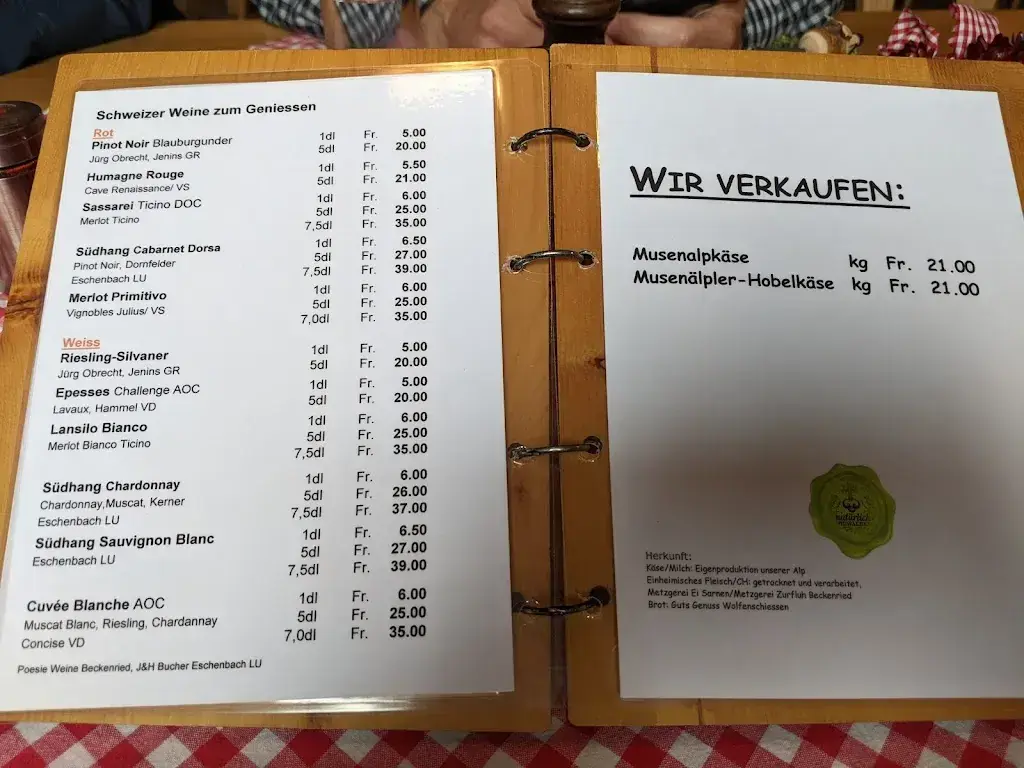 Schweizer Weine zum Geniessen
Rot
Pinot Noir Blauburgunder 1dl Fr. 5.00
Jürg Obrecht, Jenins GR 5dl Fr. 20.00
Humagne Rouge 1dl Fr. 5.50
Cave Renaissance/ VS 5dl Fr. 21.00
Sassarei Ticino DOC 1dl Fr. 6.00
Merlot Ticino 5dl Fr. 25.00
7,5dl Fr. 35.00
Südhang Cabarnet Dorsa 1dl Fr. 6.50
Pinot Noir, Dornfelder 5dl Fr. 27.00
Eschenbach LU 7,5dl Fr. 39.00
Merlot Primitivo 1dl Fr. 6.00
Vignobles Julius/ VS 5dl Fr. 25.00
7,0dl Fr. 35.00
Weiss
Riesling-Silvaner 1dl Fr. 5.00
Jürg Obrecht, Jenins GR 5dl Fr. 20.00
Epesses Challenge AOC 1dl Fr. 5.00
Lavaux, Hammel VD 5dl Fr. 20.00
Lansilo Bianco 1dl Fr. 6.00
Merlot Bianco Ticino 5dl Fr. 25.00
7,5dl Fr. 35.00
Südhang Chardonnay 1dl Fr. 6.00
Chardonnay,Muscat, Kerner 5dl Fr. 26.00
Eschenbach LU 7,5dl Fr. 37.00
Südhang Sauvignon Blanc 1dl Fr. 6.50
Eschenbach LU 5dl Fr. 27.00
7,5dl Fr. 39.00
Cuvée Blanche AOC 1dl Fr. 6.00
Muscat Blanc, Riesling, Chardannay 5dl Fr. 25.00
Concise VD 7,0dl Fr. 35.00
Poesie Weine Beckenried, J&H Bucher Eschenbach LU
WIR VERKAUFEN:
Musenalpkäse kg Fr. 21.00
Musenälpler-Hobelkäse kg Fr. 21.00
natürlich
Herkunft:
Käse/Milch: Eigenproduktion unserer Alp
Einheimisches Fleisch/CH: getrocknet und verarbeitet,
Metzgerei Ei Sarnen/Metzgerei Zurfluh Beckenried
Brot: Guts Genuss Wolfenschiessen